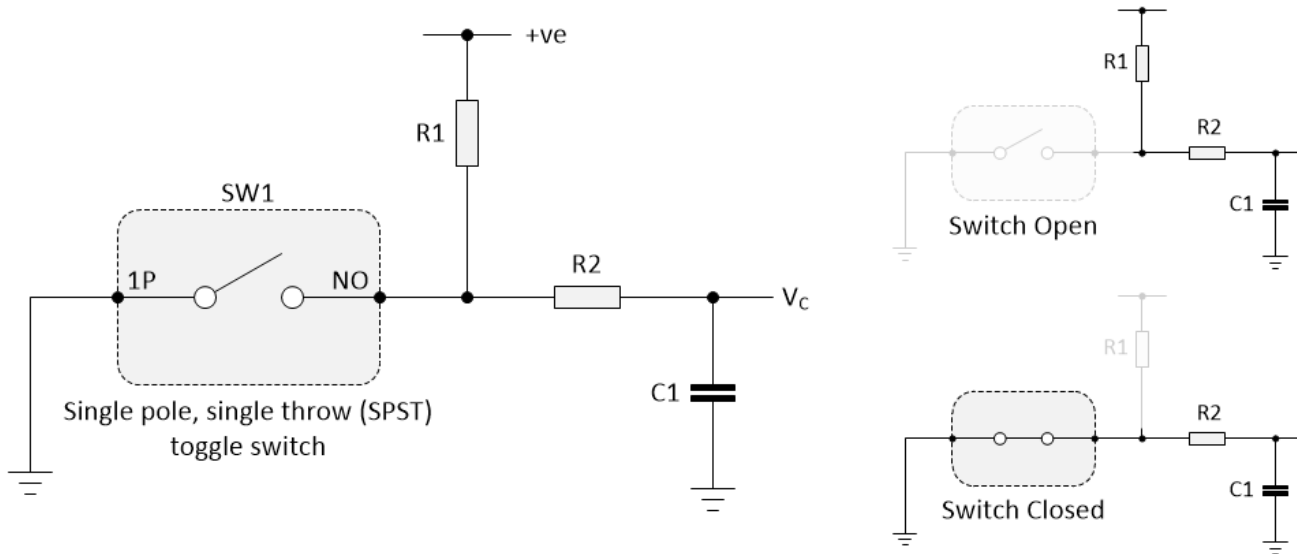 +ve
R1
SW1
1P
NO
R2
Vc
C1
Single pole, single throw (SPST)
toggle switch
R1
R2
C1
Switch Open
R1
R2
C1
Switch Closed